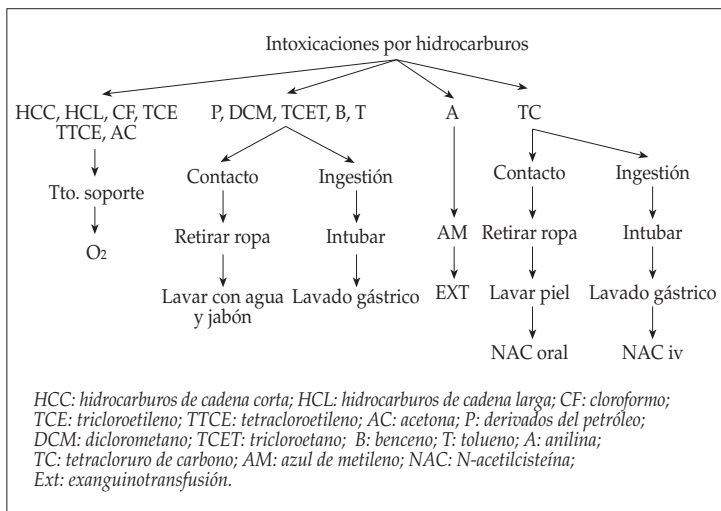 Intoxicaciones por hidrocarburos
HCC, HCL, CF, TCE
TTCE, AC
P, DCM, TCET, B, T
A
TC
Tto. soporte
O2
Contacto
Ingestión
Retirar ropa
Intubar
Lavar con agua
y jabón
Lavado gástrico
AM
EXT
Contacto
Ingestión
Retirar ropa
Intubar
Lavar piel
Lavado gástrico
NAC oral
NAC iv
HCC: hidrocarburos de cadena corta; HCL: hidrocarburos de cadena larga; CF: cloroformo;
TCE: tricloroetileno; TTCE: tetracloroetileno; AC: acetona; P: derivados del petróleo;
DCM: diclormetano; TCET: tricloroetano; B: benceno; T: tolueno; A: anilina;
TC: tetracloruro de carbono; AM: azul de metileno; NAC: N-acetilcisteína;
Ext: exanguinotransfusión.